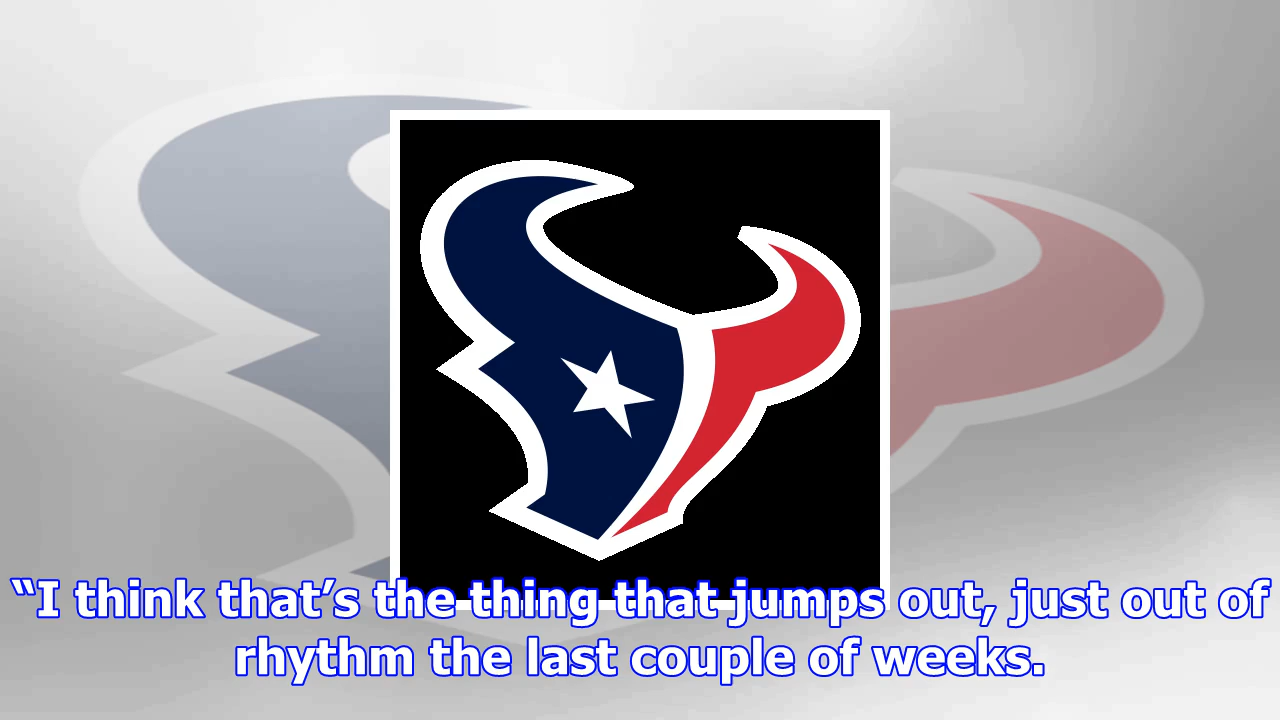 “I think that’s the thing that jumps out, just out of
rhythm the last couple of weeks.